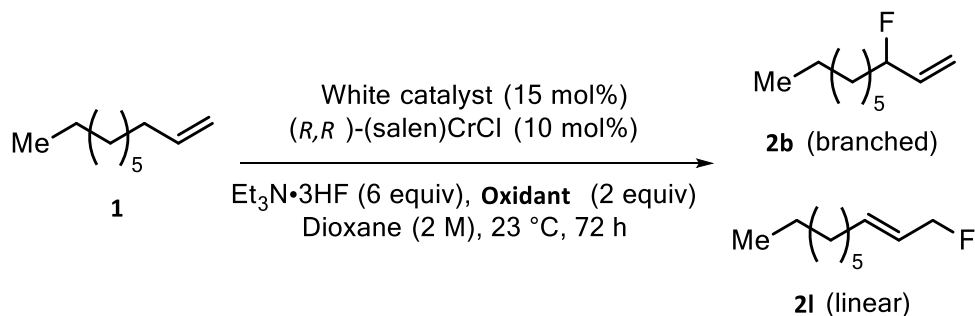 Me
5
1
White catalyst (15 mol%)
(R,R )-(salen)CrCl (10 mol%)
Et₃N•3HF (6 equiv), Oxidant (2 equiv)
Dioxane (2 M), 23 °C, 72 h
F
Me
5
2b (branched)
Me
5
F
2l (linear)